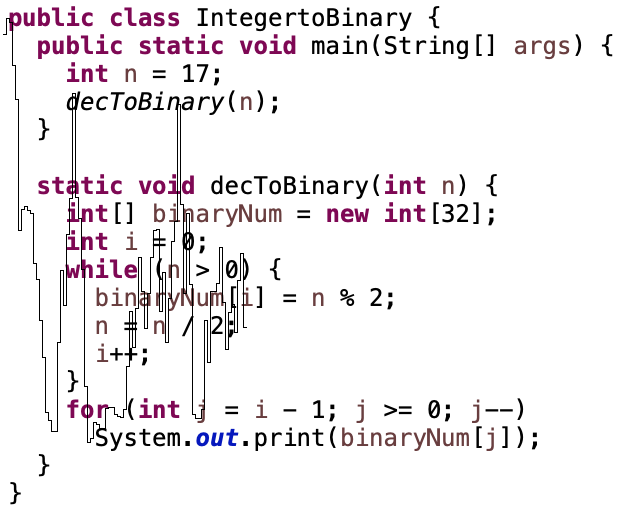 public class IntegertoBinary {
  public static void main(String[] args) {
    int n = 17;
    decToBinary(n);
  }

  static void decToBinary(int n) {
    int[] binaryNum = new int[32];
    int i = 0;
    while (n > 0) {
      binaryNum[i] = n % 2;
      n = n / 2;
      i++;
    }
    for (int j = i - 1; j >= 0; j--)
      System.out.print(binaryNum[j]);
  }
}